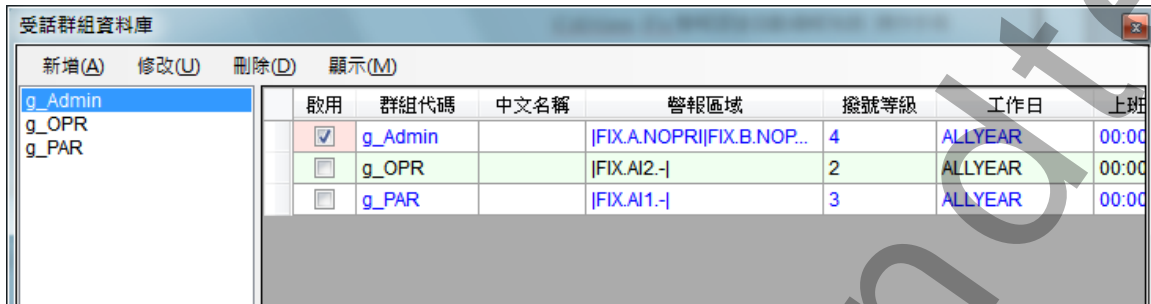 受話群組資料庫
新增(A) 修改(U) 刪除(D) 顯示(M)
g_Admin
g_OPR
g_PAR
啟用 群組代碼 中文名稱 警報區域 撥號等級 工作日 上班
g_Admin |FIX.A.NOPRI||FIX.B.NOP... 4 ALLYEAR 00:00
g_OPR |FIX.AI2.-| 2 ALLYEAR 00:00
g_PAR |FIX.AI1.-| 3 ALLYEAR 00:00